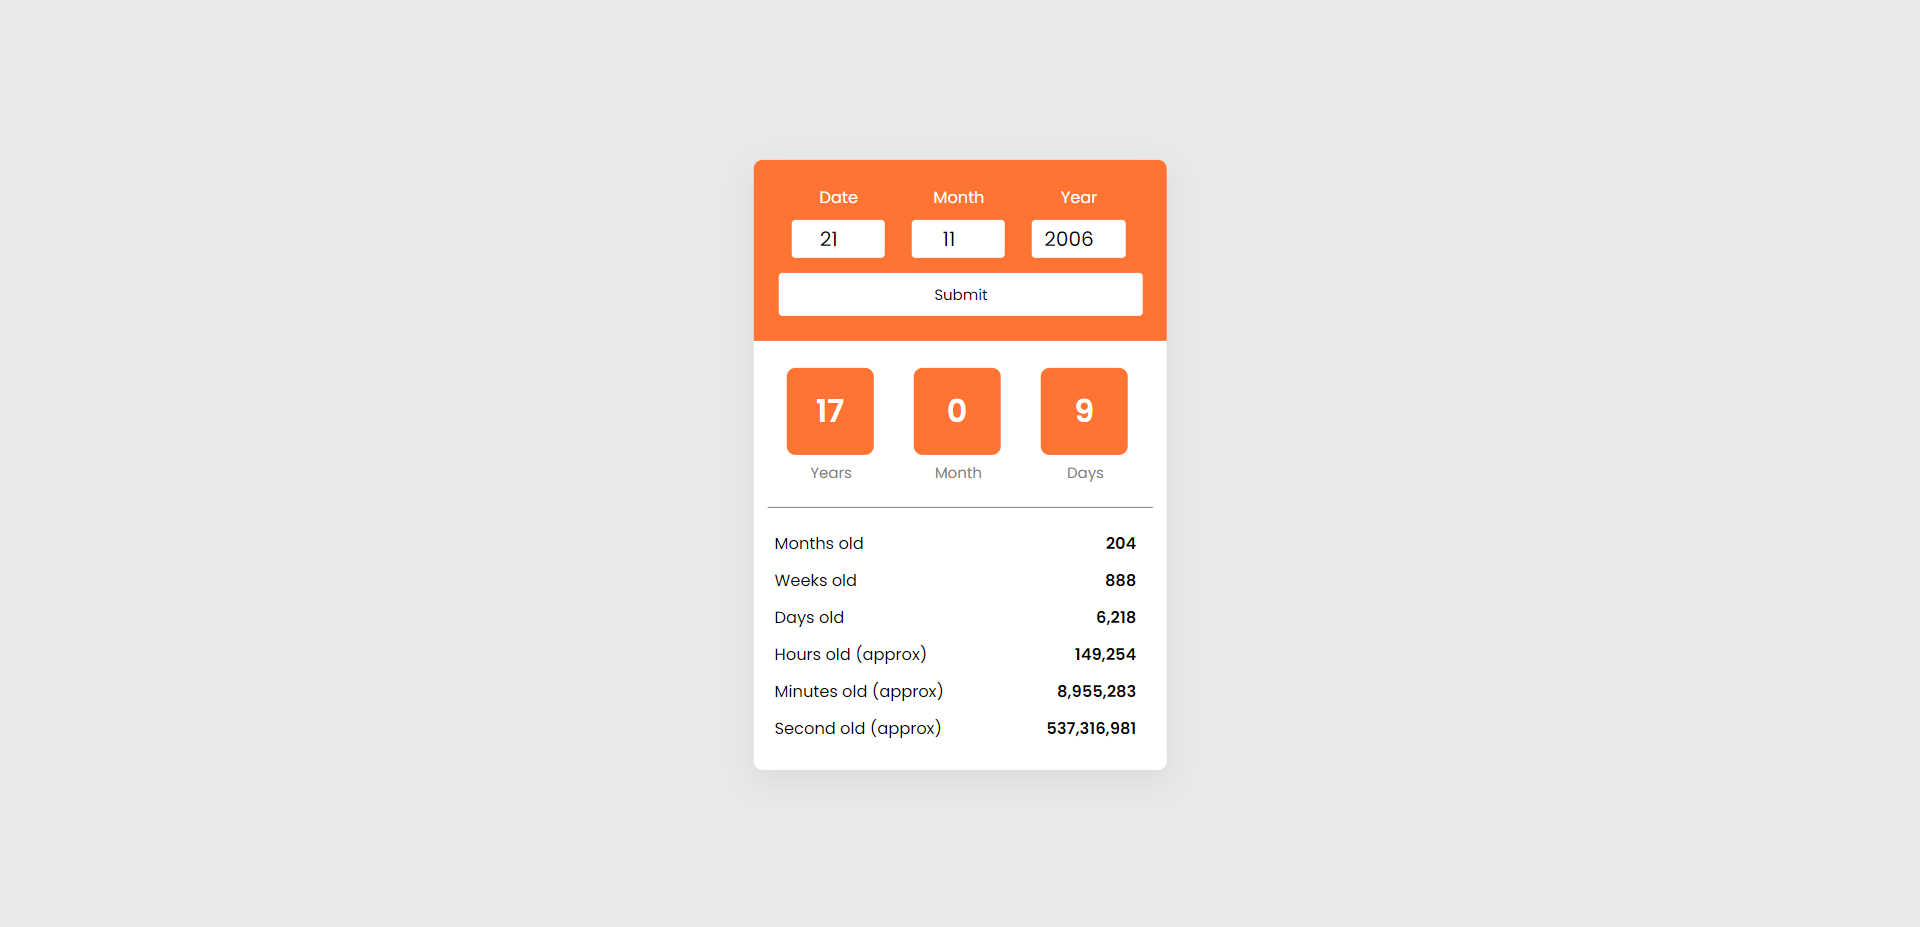 Date Month Year
21 11 2006
Submit
17 0 9
Years Month Days
Months old 204
Weeks old 888
Days old 6,218
Hours old (approx) 149,254
Minutes old (approx) 8,955,283
Second old (approx) 537,316,981